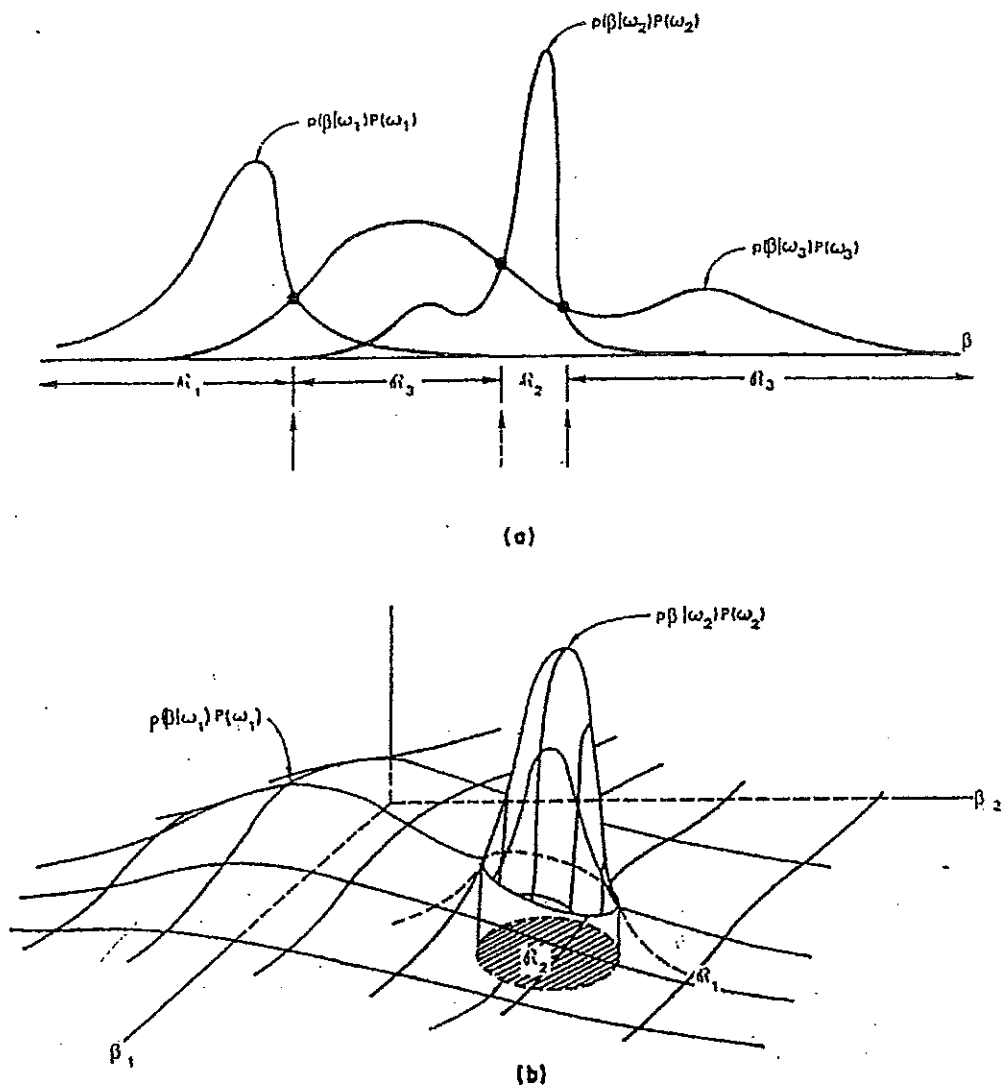 p(β|ω₂)P(ω₂)
p(β|ω₁)P(ω₁)
p(β|ω₃)P(ω₃)
β
ℛ₁ ℛ₃ ℛ₂ ℛ₃
(a)
pβ|ω₂)P(ω₂)
p(β|ω₁)P(ω₁)
β₂
ℛ₂
ℛ₁
β₁
(b)